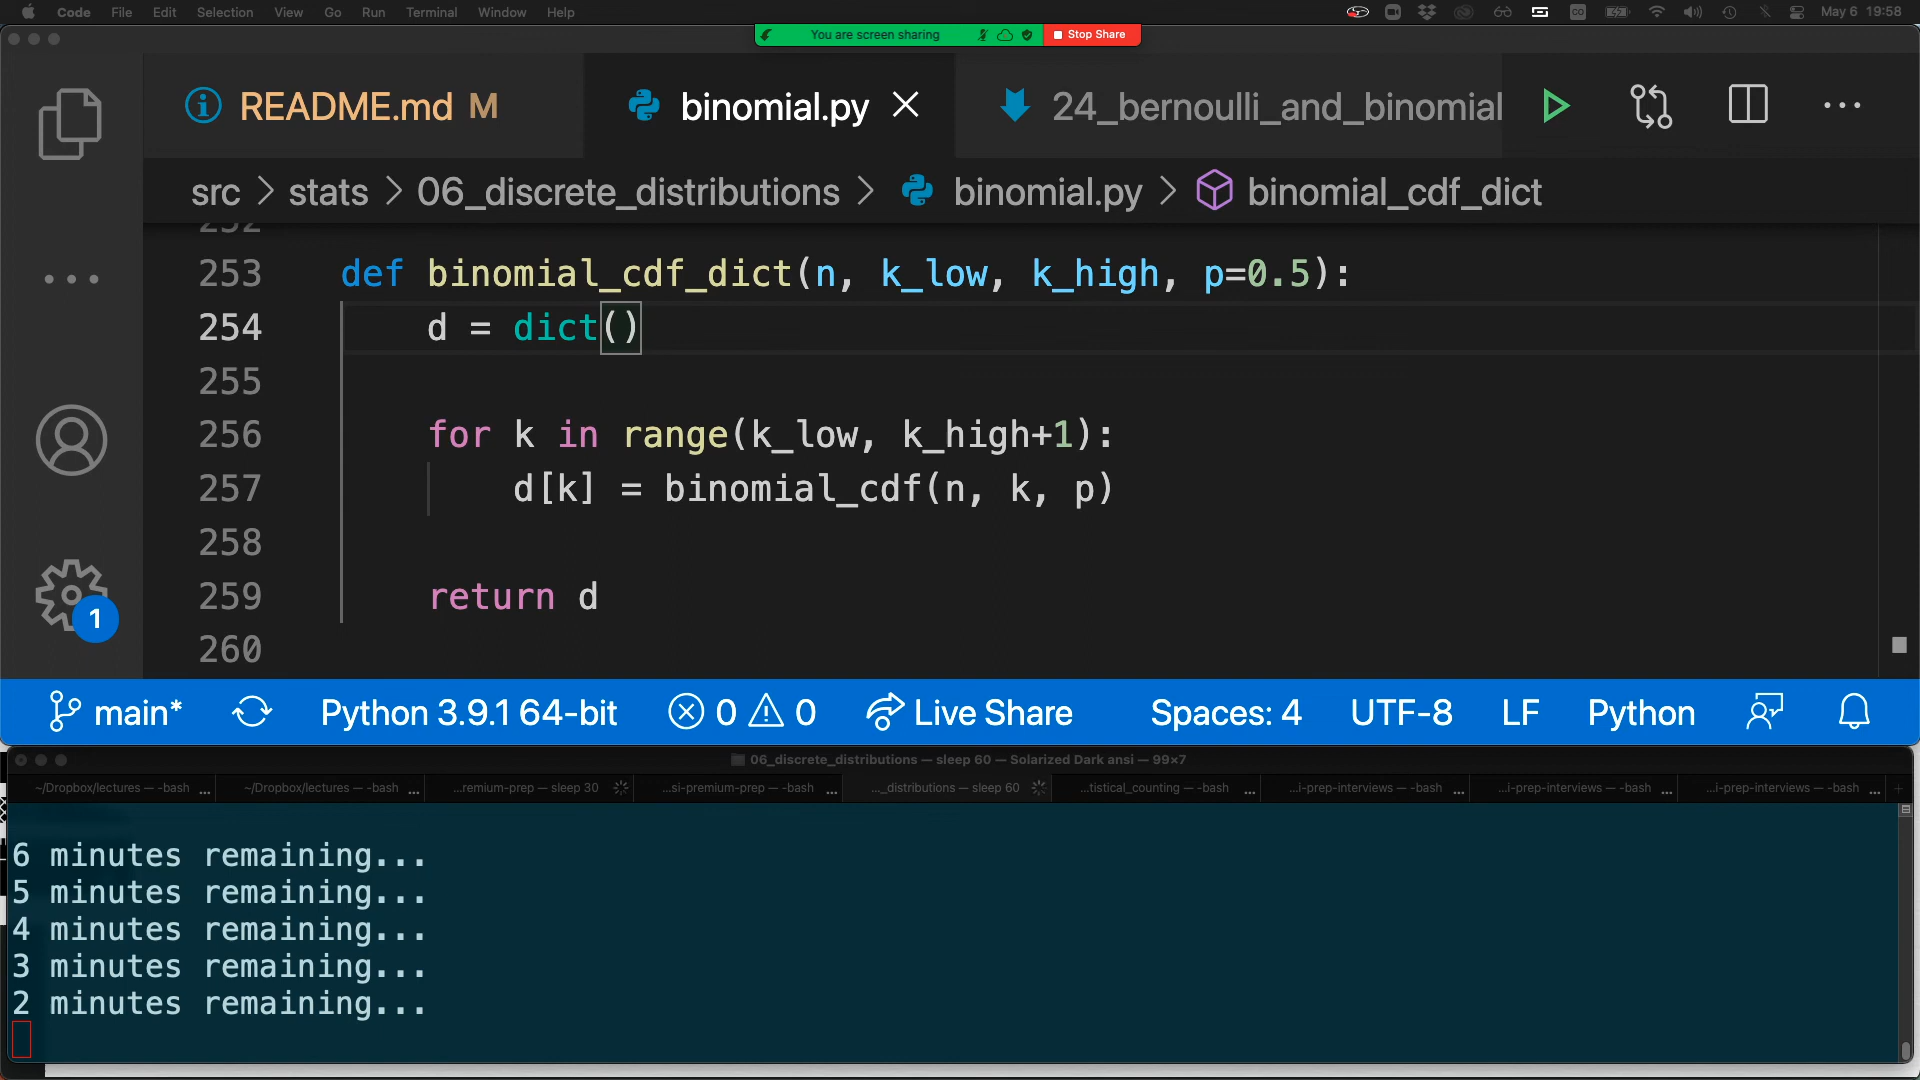 Code File Edit Selection View Go Run Terminal Window Help May 6 19:58
You are screen sharing Stop Share
README.md M binomial.py 24_bernoulli_and_binomial
src > stats > 06_discrete_distributions > binomial.py > binomial_cdf_dict
252
253 def binomial_cdf_dict(n, k_low, k_high, p=0.5):
254 d = dict()
255
256 for k in range(k_low, k_high+1):
257 d[k] = binomial_cdf(n, k, p)
258
259 return d
260
1
main* Python 3.9.1 64-bit 0 0 Live Share Spaces: 4 UTF-8 LF Python
06_discrete_distributions — sleep 60 — Solarized Dark ansi — 99×7
~/Dropbox/lectures — -bash ... ~/Dropbox/lectures — -bash ... ...remium-prep — sleep 30 ...si-premium-prep — -bash ... ..._distributions — sleep 60 ...tistical_counting — -bash ... ...i-prep-interviews — -bash ... ...i-prep-interviews — -bash ... ...i-prep-interviews — -bash ...
6 minutes remaining...
5 minutes remaining...
4 minutes remaining...
3 minutes remaining...
2 minutes remaining...